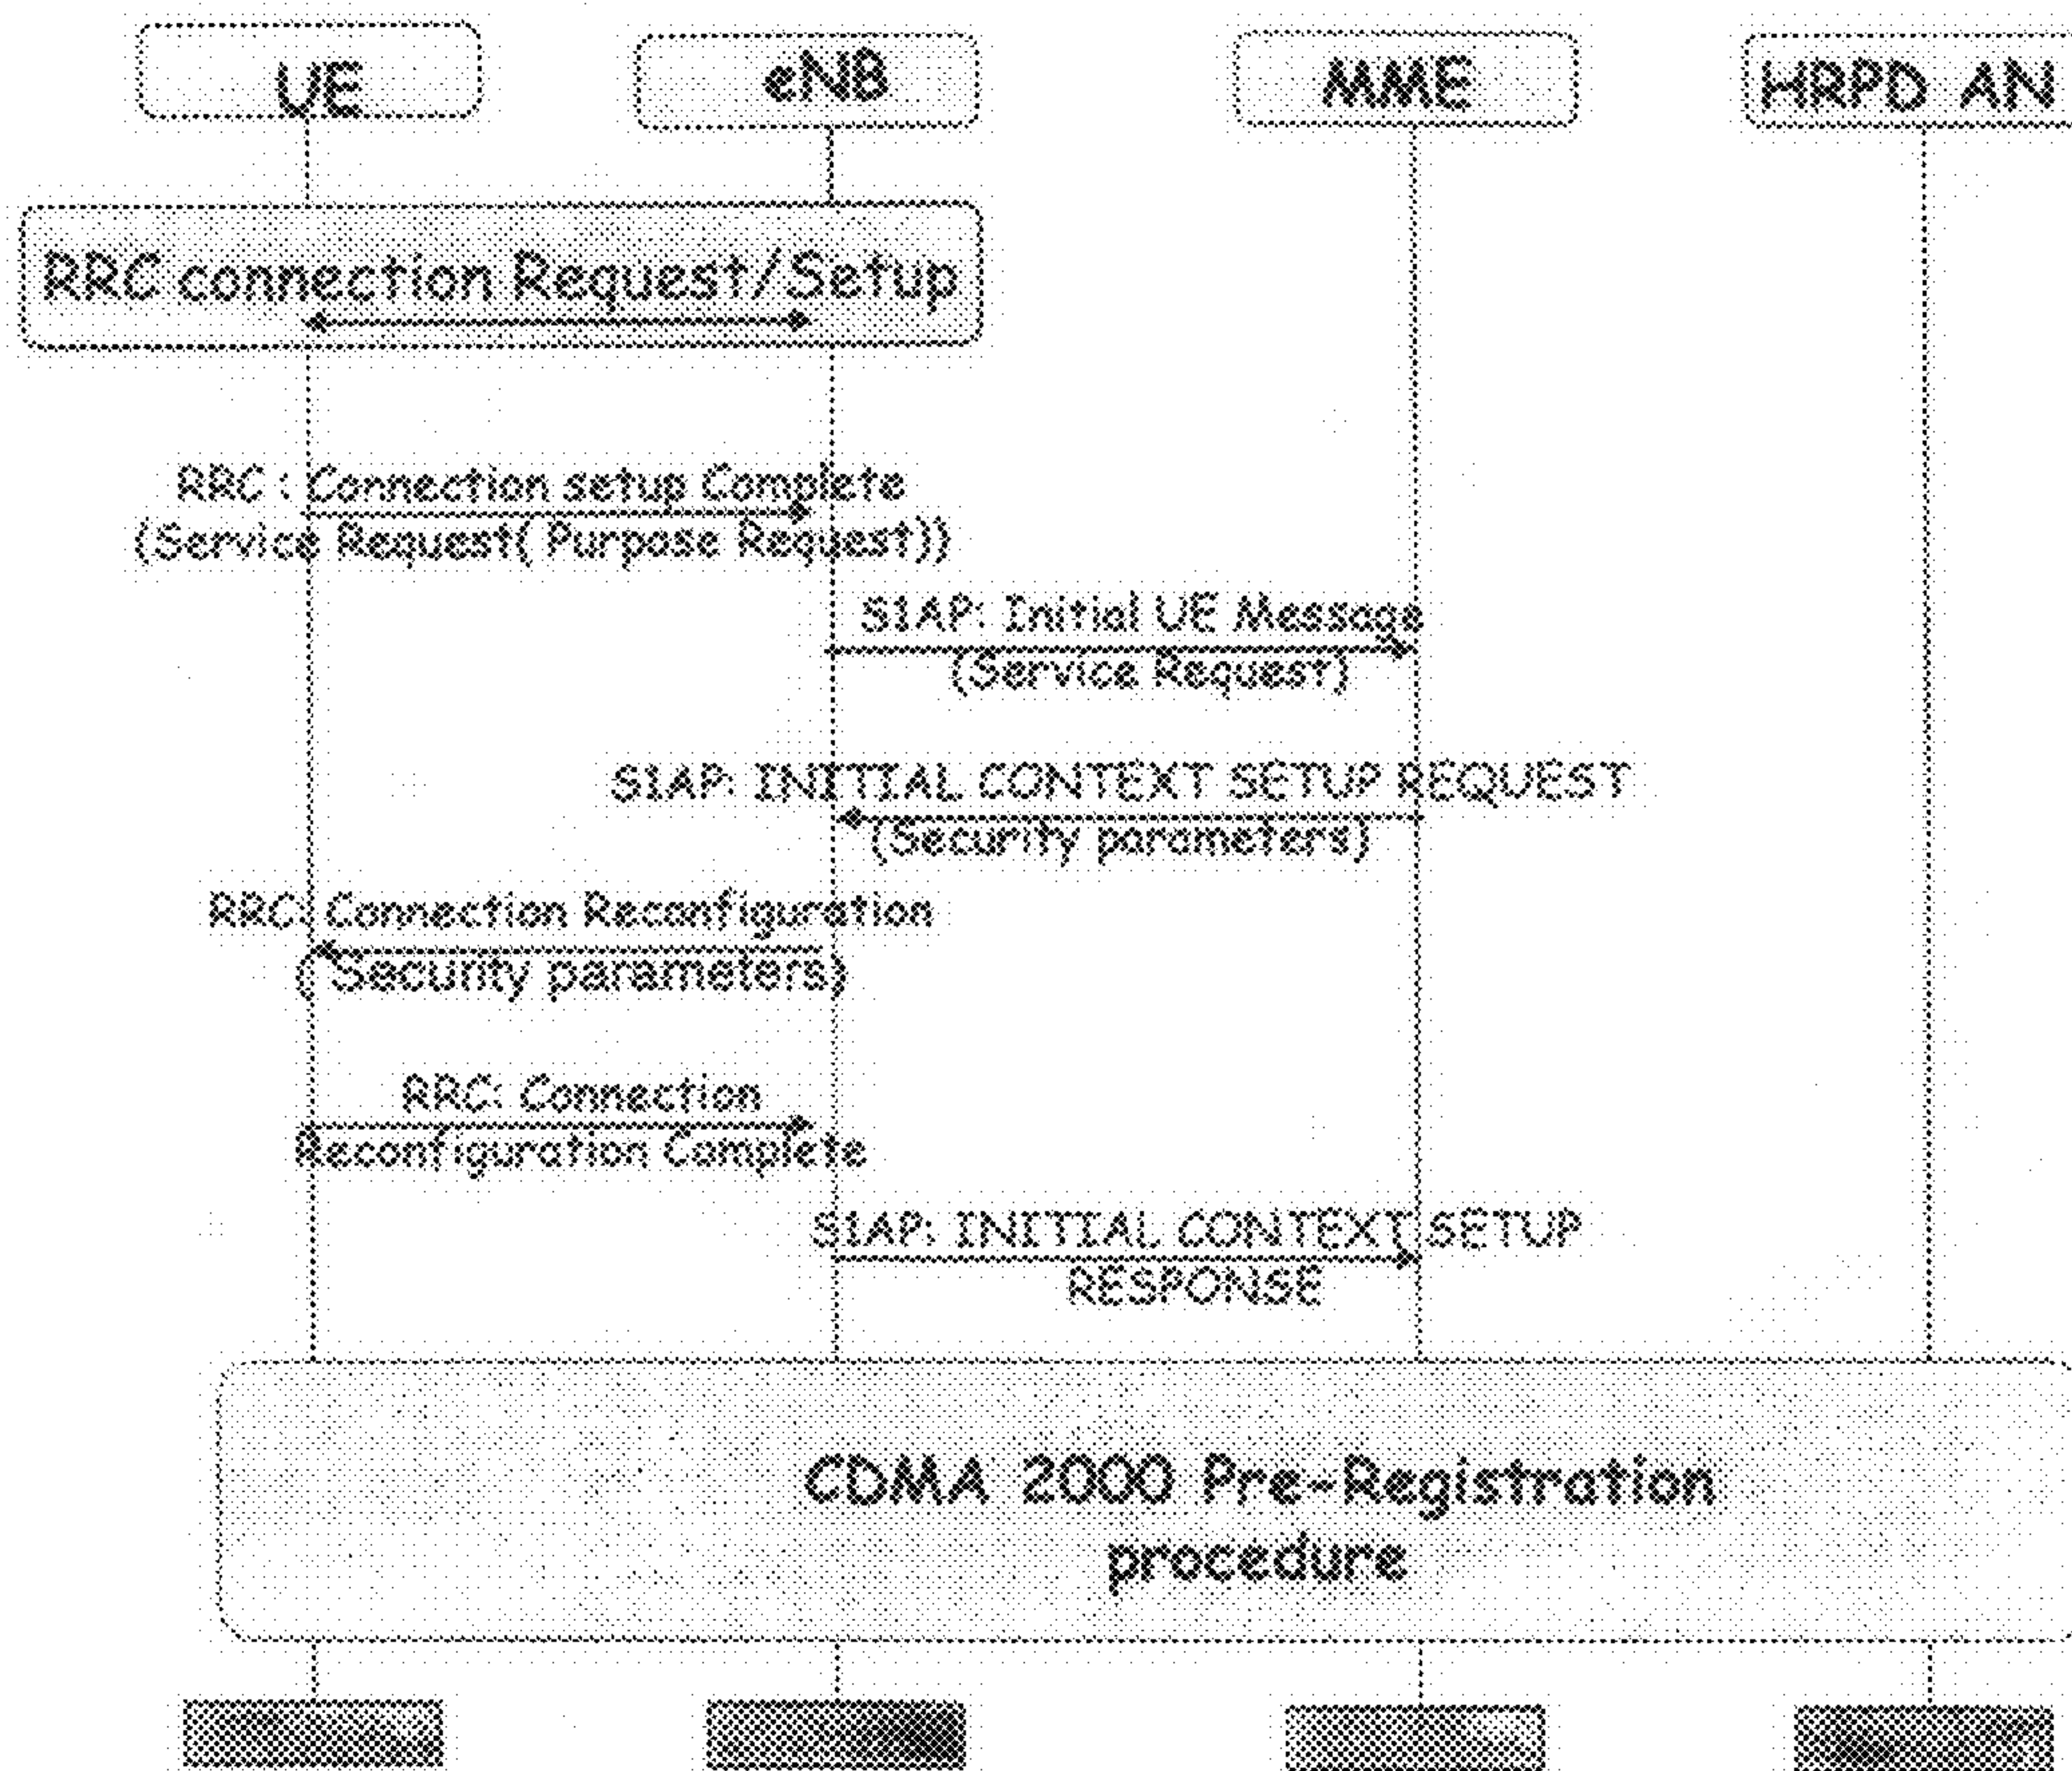 UE
eNB
MME
HRPD AN
RRC connection Request/Setup
RRC : Connection setup Complete
(Service Request( Purpose Request))
S1AP: Initial UE Message
(Service Request)
S1AP: INITIAL CONTEXT SETUP REQUEST
(Security parameters)
RRC: Connection Reconfiguration
( Security parameters)
RRC: Connection
Reconfiguration Complete
S1AP: INITIAL CONTEXT SETUP
RESPONSE
CDMA 2000 Pre-Registration
procedure